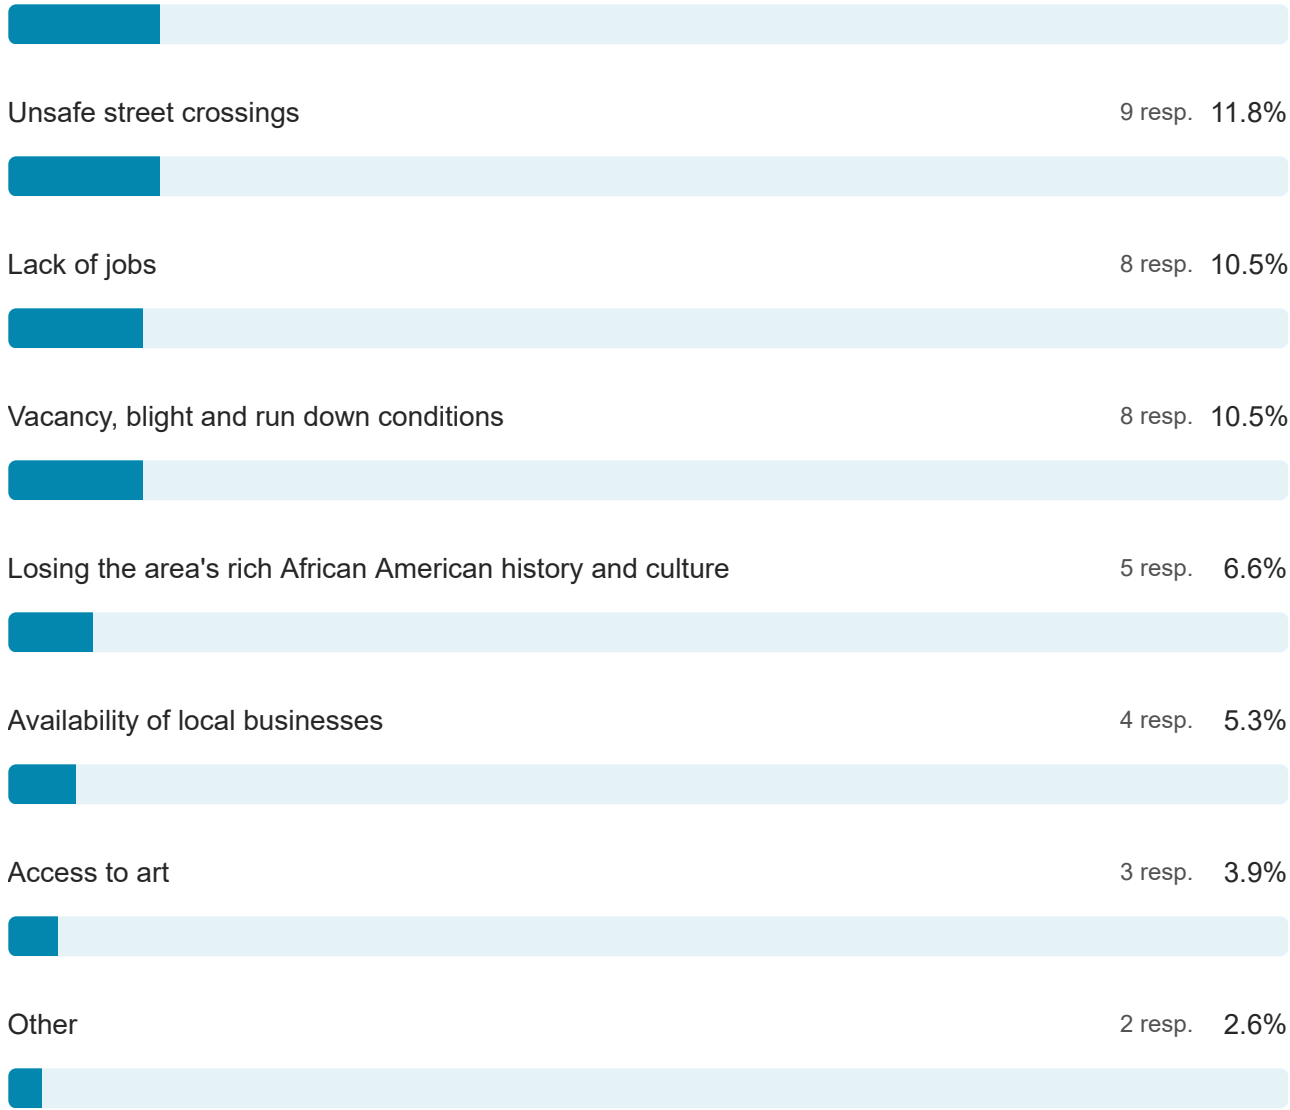 Unsafe street crossings 9 resp. 11.8%
Lack of jobs 8 resp. 10.5%
Vacancy, blight and run down conditions 8 resp. 10.5%
Losing the area's rich African American history and culture 5 resp. 6.6%
Availability of local businesses 4 resp. 5.3%
Access to art 3 resp. 3.9%
Other 2 resp. 2.6%